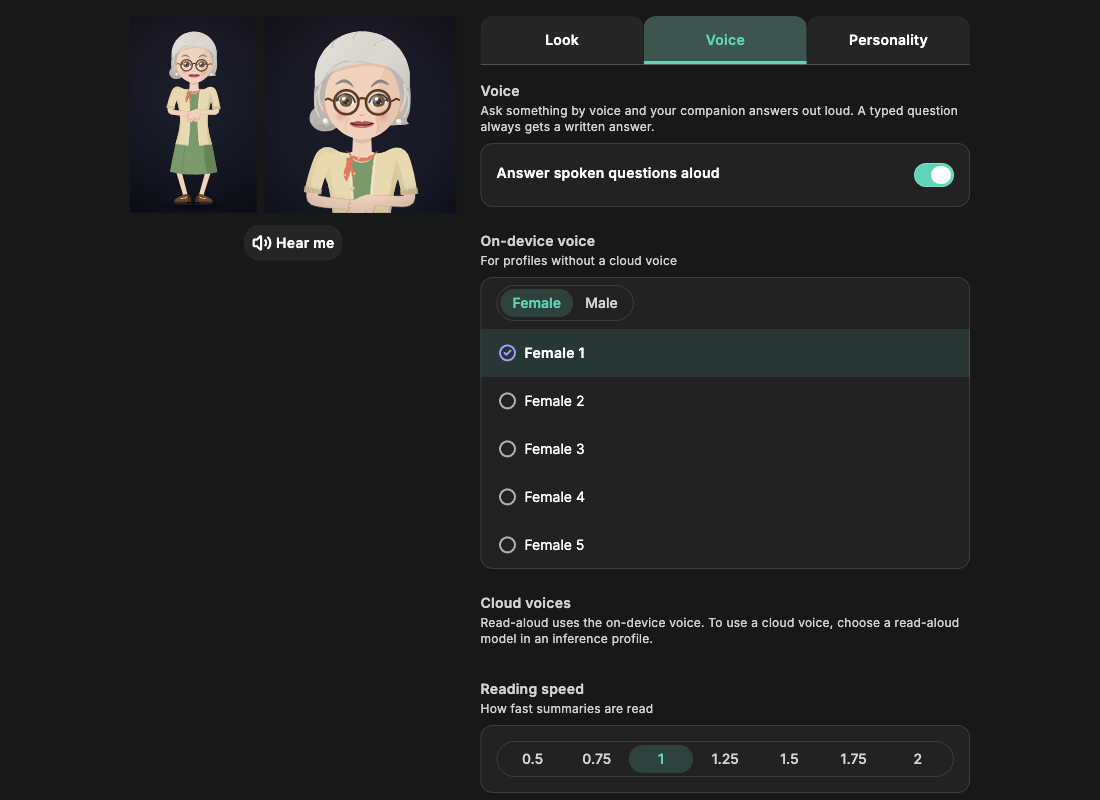 Look
Voice
Personality
Voice
Ask something by voice and your companion answers out loud. A typed question
always gets a written answer.
Answer spoken questions aloud
Hear me
On-device voice
For profiles without a cloud voice
Female
Male
Female 1
Female 2
Female 3
Female 4
Female 5
Cloud voices
Read-aloud uses the on-device voice. To use a cloud voice, choose a read-aloud
model in an inference profile.
Reading speed
How fast summaries are read
0.5
0.75
1
1.25
1.5
1.75
2